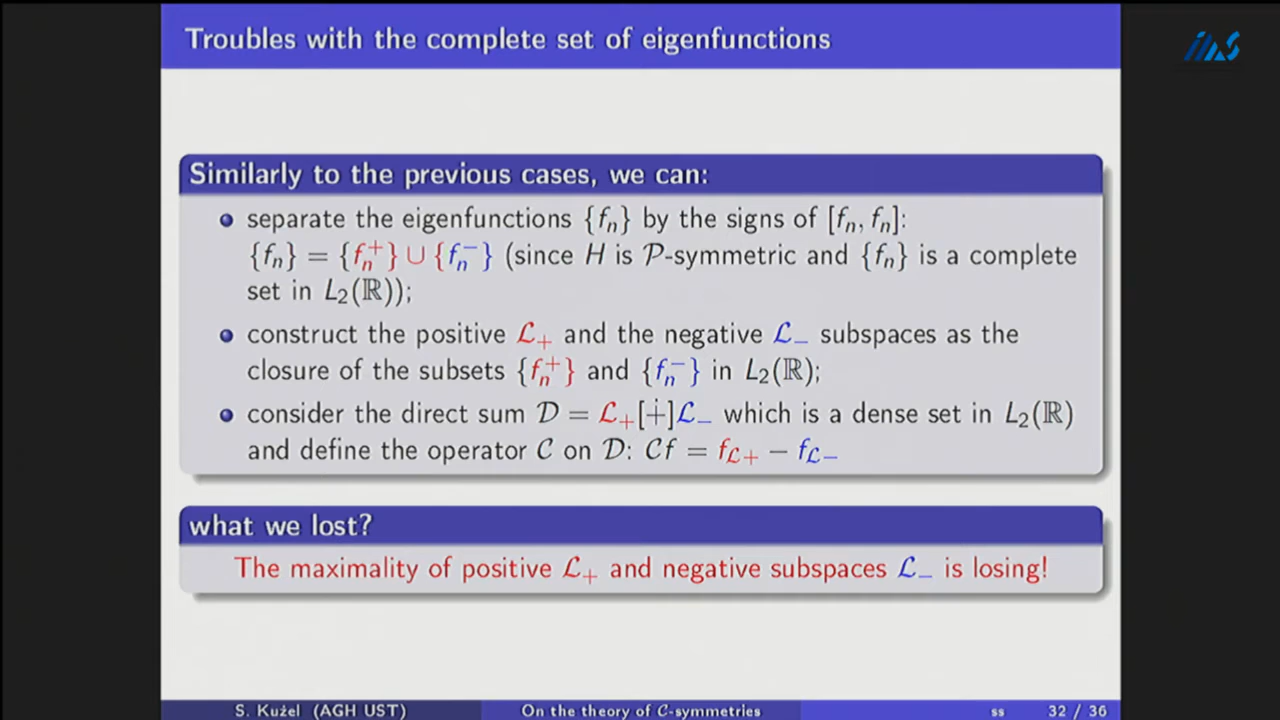 Troubles with the complete set of eigenfunctions
Similarly to the previous cases, we can:
separate the eigenfunctions {fₙ} by the signs of [fₙ, fₙ]:
{fₙ} = {fₙ⁺} ∪ {fₙ⁻} (since H is 𝒫-symmetric and {fₙ} is a complete
set in L₂(ℝ));
construct the positive ℒ₊ and the negative ℒ₋ subspaces as the
closure of the subsets {fₙ⁺} and {fₙ⁻} in L₂(ℝ);
consider the direct sum 𝒟 = ℒ₊[∔]ℒ₋ which is a dense set in L₂(ℝ)
and define the operator 𝒞 on 𝒟: 𝒞f = f_ℒ₊ − f_ℒ₋
what we lost?
The maximality of positive ℒ₊ and negative subspaces ℒ₋ is losing!
S. Kużel (AGH UST)
On the theory of 𝒞-symmetries
ss
32 / 36